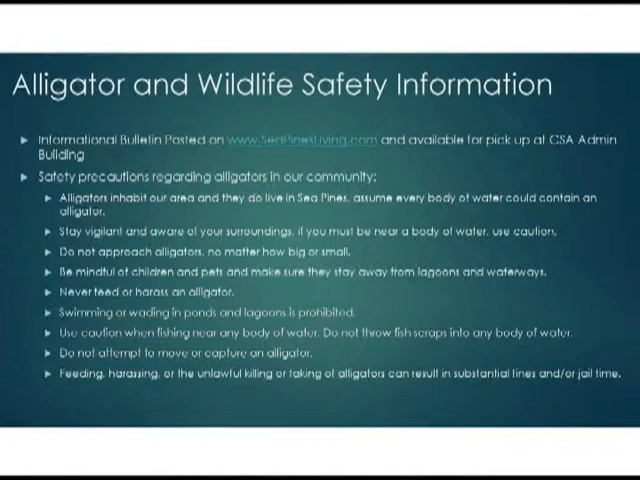 Alligator and Wildlife Safety Information
Informational Bulletin Posted on www.SeaPinesLiving.com and available for pick up at CSA Admin
Building
Safety precautions regarding alligators in our community:
Alligators inhabit our area and they do live in Sea Pines, assume every body of water could contain an
alligator.
Stay vigilant and aware of your surroundings, if you must be near a body of water, use caution.
Do not approach alligators, no matter how big or small.
Be mindful of children and pets and make sure they stay away from lagoons and waterways.
Never feed or harass an alligator.
Swimming or wading in ponds and lagoons is prohibited.
Use caution when fishing near any body of water. Do not throw fish scraps into any body of water.
Do not attempt to move or capture an alligator.
Feeding, harassing, or the unlawful killing or taking of alligators can result in substantial fines and/or jail time.